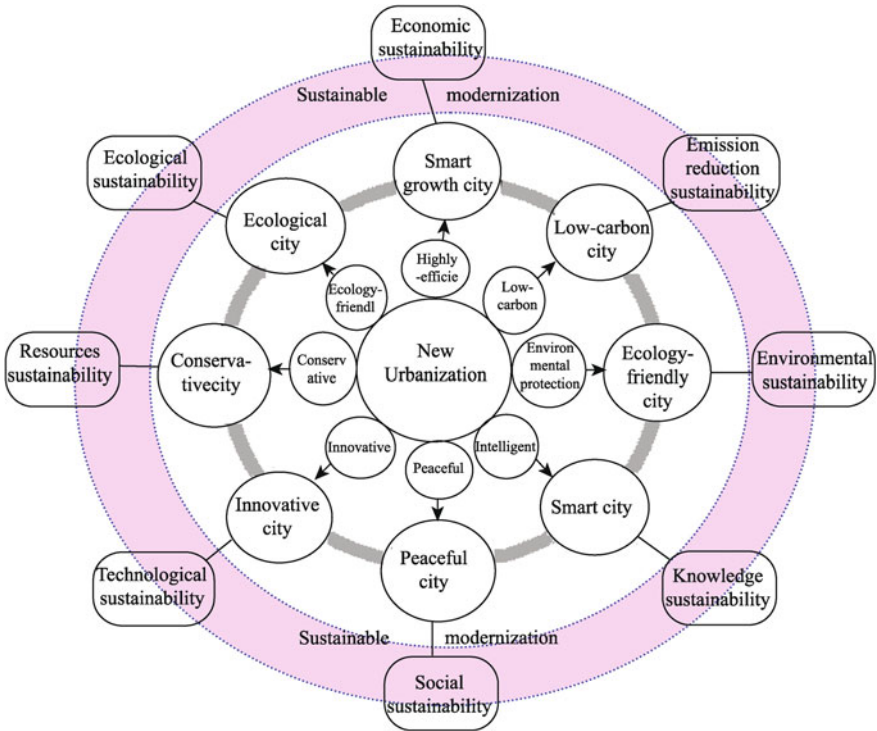 Economic
sustainability
Sustainable modernization
Ecological
sustainability
Smart
growth city
Emission
reduction
sustainability
Ecological
city
Low-carbon
city
Highly
-efficie
Ecology-
friendl
Low-
carbon
Resources
sustainability
Conserva-
tivecity
Conserv
ative
New
Urbanization
Environ
mental
protection
Ecology-
friendly
city
Environmental
sustainability
Innovative
Peaceful
Intelligent
Innovative
city
Smart city
Peaceful
city
Technological
sustainability
Knowledge
sustainability
Sustainable modernization
Social
sustainability